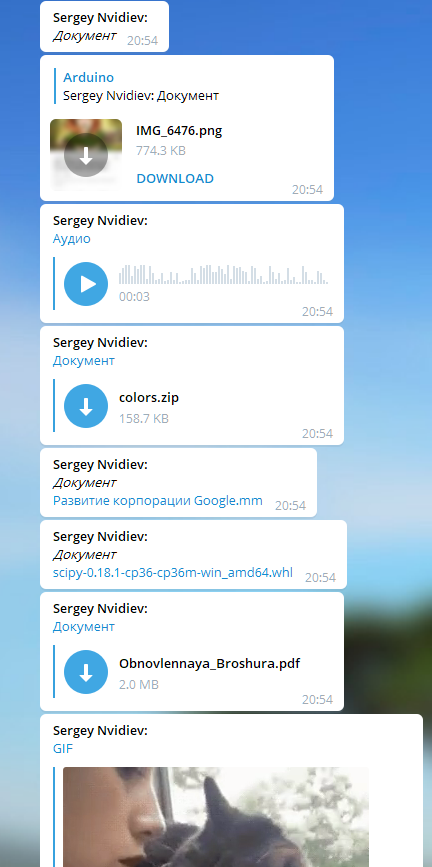 Sergey Nvidiev:
Документ 20:54
Arduino
Sergey Nvidiev: Документ
IMG_6476.png
774.3 KB
DOWNLOAD
20:54
Sergey Nvidiev:
Аудио
00:03
20:54
Sergey Nvidiev:
Документ
colors.zip
158.7 KB
20:54
Sergey Nvidiev:
Документ
Развитие корпорации Google.mm 20:54
Sergey Nvidiev:
Документ
scipy-0.18.1-cp36-cp36m-win_amd64.whl 20:54
Sergey Nvidiev:
Документ
Obnovlennaya_Broshura.pdf
2.0 MB
20:54
Sergey Nvidiev:
GIF